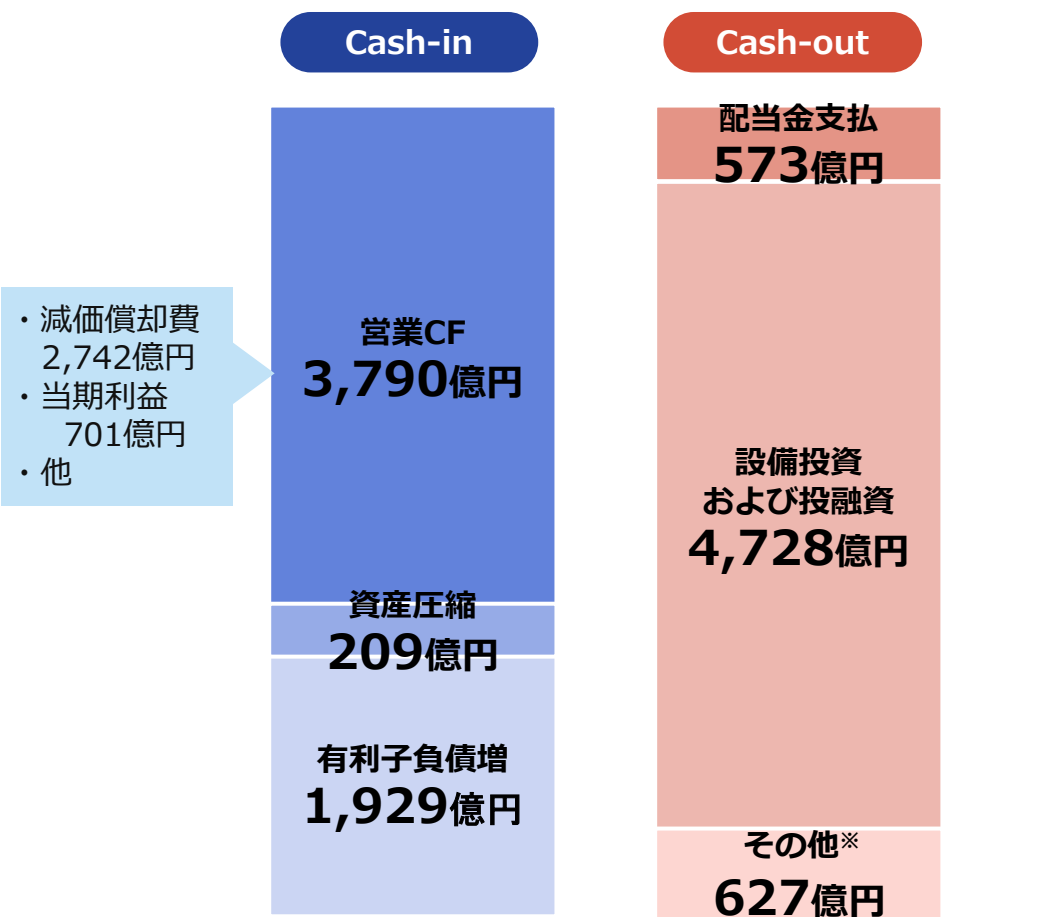 Cash-in
営業CF
3,790億円
・減価償却費
2,742億円
・当期利益
701億円
・他
資産圧縮
209億円
有利子負債増
1,929億円
Cash-out
配当金支払
573億円
設備投資
および投融資
4,728億円
その他※
627億円